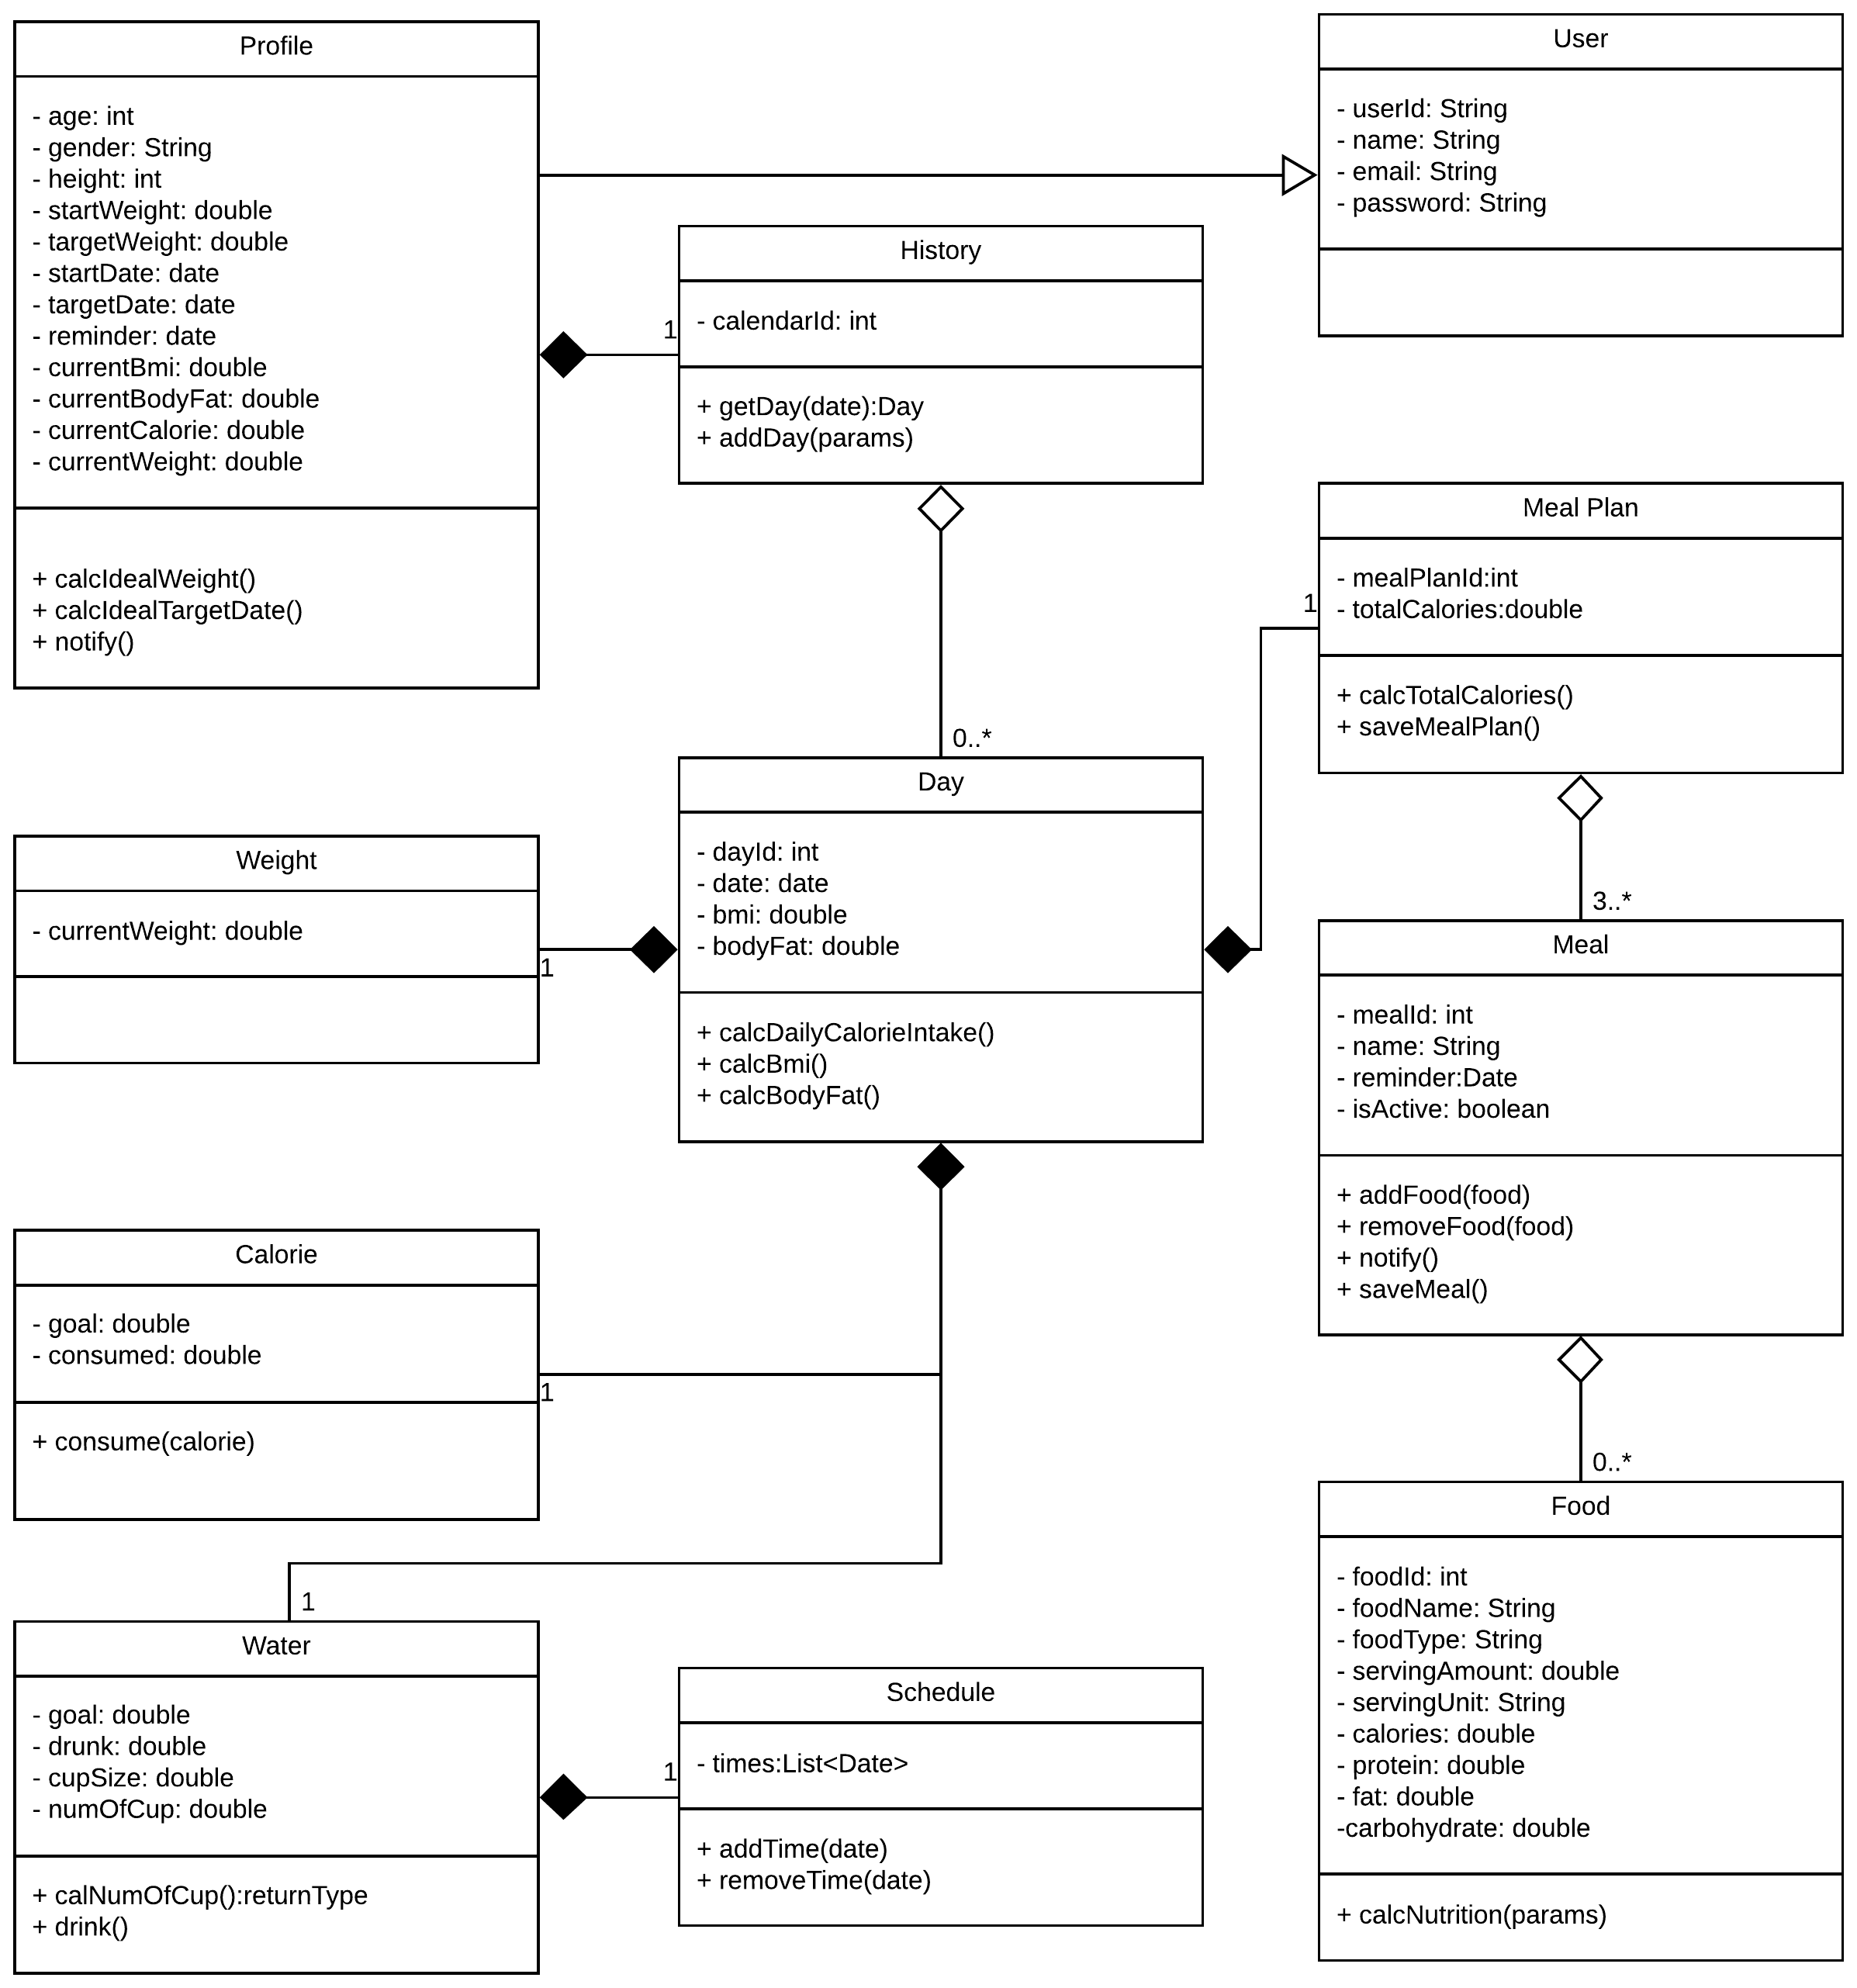 Profile
- age: int
- gender: String
- height: int
- startWeight: double
- targetWeight: double
- startDate: date
- targetDate: date
- reminder: date
- currentBmi: double
- currentBodyFat: double
- currentCalorie: double
- currentWeight: double
+ calcIdealWeight()
+ calcIdealTargetDate()
+ notify()
User
- userId: String
- name: String
- email: String
- password: String
1
History
- calendarId: int
+ getDay(date):Day
+ addDay(params)
0..*
1
Meal Plan
- mealPlanId:int
- totalCalories:double
+ calcTotalCalories()
+ saveMealPlan()
3..*
Weight
- currentWeight: double
1
Day
- dayId: int
- date: date
- bmi: double
- bodyFat: double
+ calcDailyCalorieIntake()
+ calcBmi()
+ calcBodyFat()
Meal
- mealId: int
- name: String
- reminder:Date
- isActive: boolean
+ addFood(food)
+ removeFood(food)
+ notify()
+ saveMeal()
0..*
Calorie
- goal: double
- consumed: double
+ consume(calorie)
1
1
Water
- goal: double
- drunk: double
- cupSize: double
- numOfCup: double
+ calNumOfCup():returnType
+ drink()
1
Schedule
- times:List<Date>
+ addTime(date)
+ removeTime(date)
Food
- foodId: int
- foodName: String
- foodType: String
- servingAmount: double
- servingUnit: String
- calories: double
- protein: double
- fat: double
-carbohydrate: double
+ calcNutrition(params)